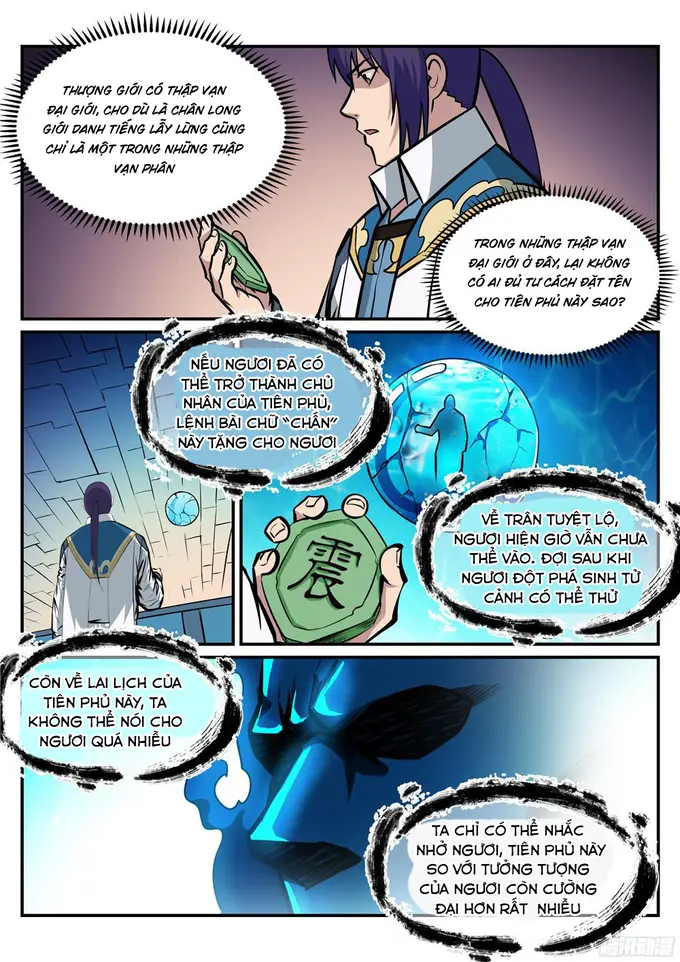 THƯỢNG GIỚI CÓ THẬP VẠN
ĐẠI GIỚI, CHO DÙ LÀ CHÂN LONG
GIỚI DANH TIẾNG LẪY LỪNG CŨNG
CHỈ LÀ MỘT TRONG NHỮNG THẬP
VẠN PHÂN
TRONG NHỮNG THẬP VẠN
ĐẠI GIỚI Ở ĐÂY, LẠI KHÔNG
CÓ AI ĐỦ TƯ CÁCH ĐẶT TÊN
CHO TIÊN PHỦ NÀY SAO?
NẾU NGƯƠI ĐÃ CÓ
THỂ TRỞ THÀNH CHỦ
NHÂN CỦA TIÊN PHỦ,
LỆNH BÀI CHỮ “CHẤN”
NÀY TẶNG CHO NGƯƠI
VỀ TRÂN TUYỆT LỘ,
NGƯỢI HIỆN GIỜ VẪN CHƯA
THỂ VÀO. ĐỢI SAU KHI
NGƯƠI ĐỘT PHÁ SINH TỬ
CẢNH CÓ THỂ THỬ
震
CÒN VỀ LAI LỊCH CỦA
TIÊN PHỦ NÀY, TA
KHÔNG THỂ NÓI CHO
NGƯƠI QUÁ NHIỀU
TA CHỈ CÓ THỂ NHẮC
NHỞ NGƯƠI, TIÊN PHỦ NÀY
SO VỚI TƯỞNG TƯỢNG
CỦA NGƯƠI CÒN CƯỜNG
ĐẠI HƠN RẤT NHIỀU